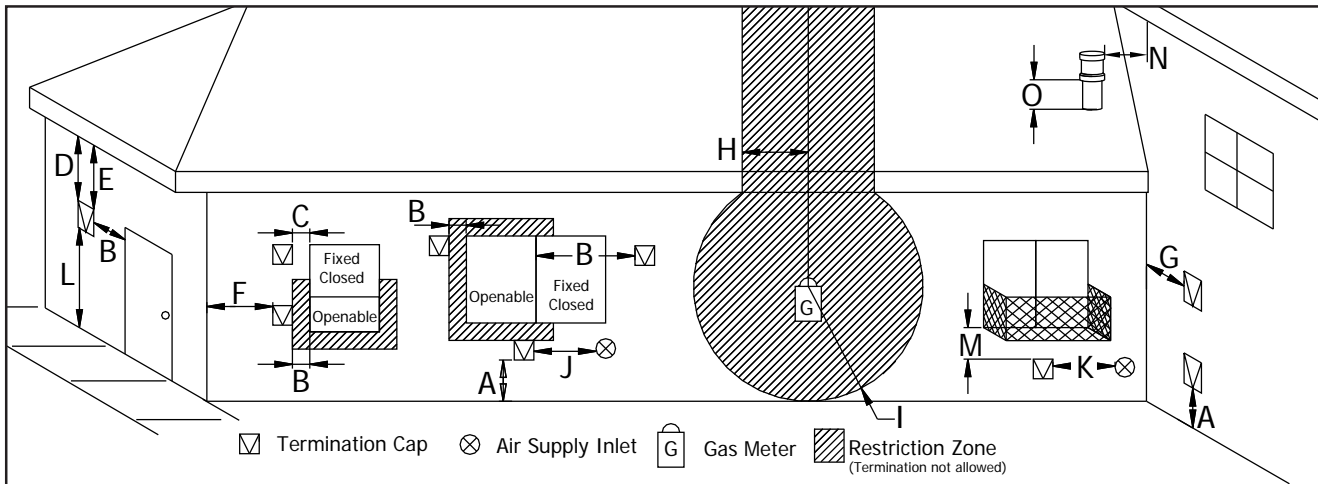 N
O
H
D
E
C
B
B
B
L
F
Fixed
Closed
Openable
Openable
Fixed
Closed
G
G
B
A
J
M
K
I
A
Termination Cap
Air Supply Inlet
G
Gas Meter
Restriction Zone
(Termination not allowed)